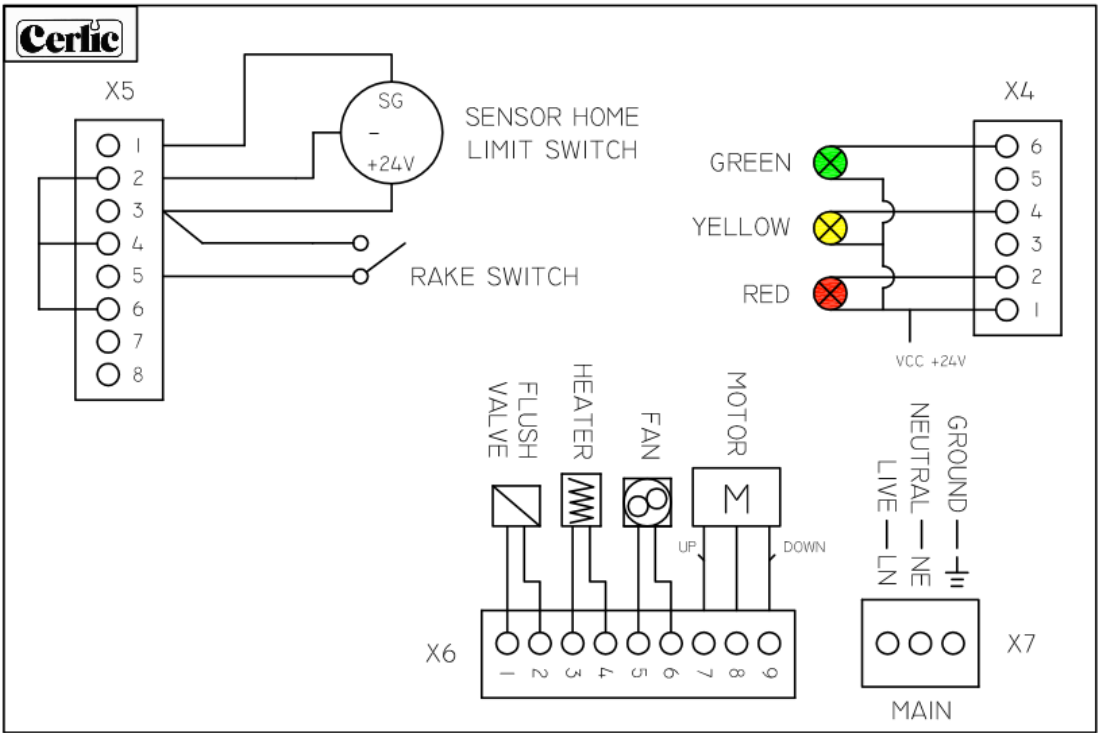 Cerlic
X5
1
2
3
4
5
6
7
8
SG
-
+24V
SENSOR HOME
LIMIT SWITCH
RAKE SWITCH
X4
GREEN
YELLOW
RED
6
5
4
3
2
1
VCC +24V
FLUSH
VALVE
HEATER
FAN
MOTOR
M
UP
DOWN
X6
1
2
3
4
5
6
7
8
9
GROUND
NEUTRAL — NE
LIVE — LN
X7
MAIN